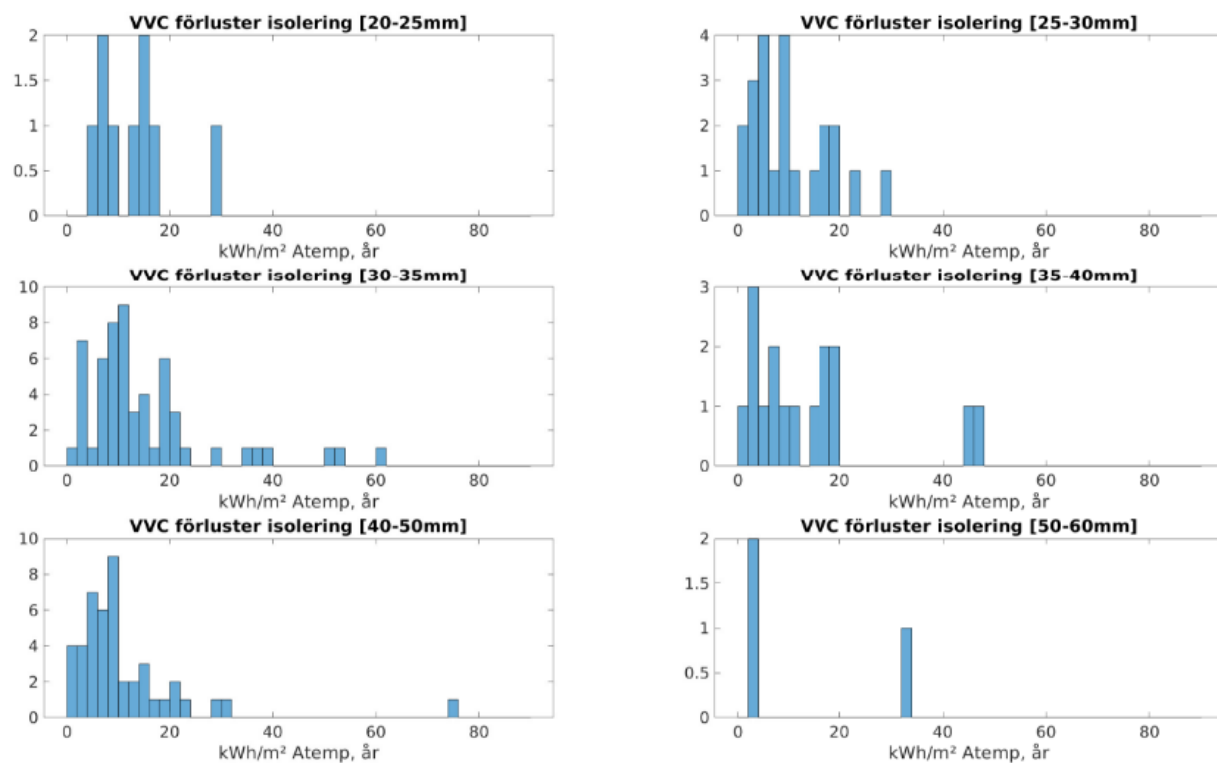 VVC förluster isolering [20-25mm]
2
1.5
1
0.5
0
0 20 40 60 80
kWh/m² Atemp, år
VVC förluster isolering [25-30mm]
4
3
2
1
0
0 20 40 60 80
kWh/m² Atemp, år
VVC förluster isolering [30-35mm]
10
8
6
4
2
0
0 20 40 60 80
kWh/m² Atemp, år
VVC förluster isolering [35-40mm]
3
2
1
0
0 20 40 60 80
kWh/m² Atemp, år
VVC förluster isolering [40-50mm]
10
8
6
4
2
0
0 20 40 60 80
kWh/m² Atemp, år
VVC förluster isolering [50-60mm]
2
1.5
1
0.5
0
0 20 40 60 80
kWh/m² Atemp, år